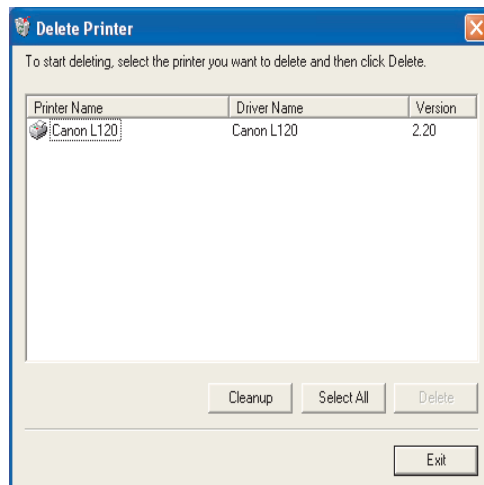 Delete Printer
To start deleting, select the printer you want to delete and then click Delete.
Printer Name Driver Name Version
Canon L120 Canon L120 2.20
Cleanup Select All Delete
Exit